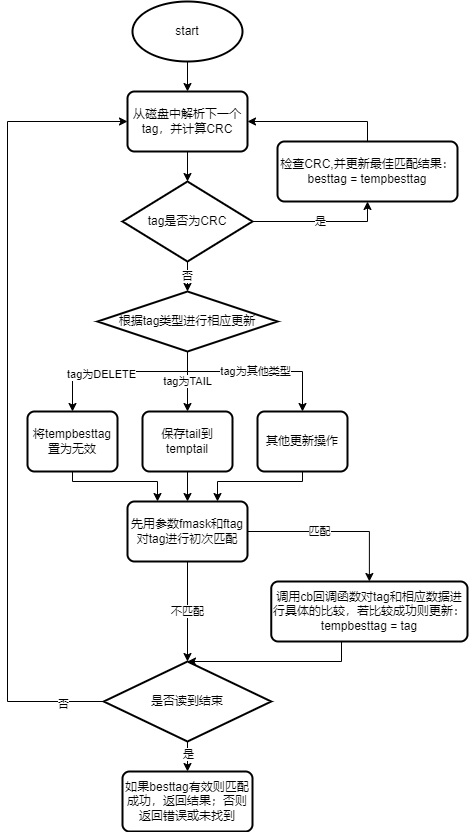 start
从磁盘中解析下一个
tag，并计算CRC
检查CRC,并更新最佳匹配结果：
besttag = tempbesttag
tag是否为CRC
是
否
根据tag类型进行相应更新
tag为DELETE
tag为TAIL
tag为其他类型
将tempbesttag
置为无效
保存tail到
temptail
其他更新操作
先用参数fmask和ftag
对tag进行初次匹配
匹配
不匹配
调用cb回调函数对tag和相应数据进
行具体的比较，若比较成功则更新：
tempbesttag = tag
是否读到结束
否
是
如果besttag有效则匹配
成功，返回结果；否则
返回错误或未找到